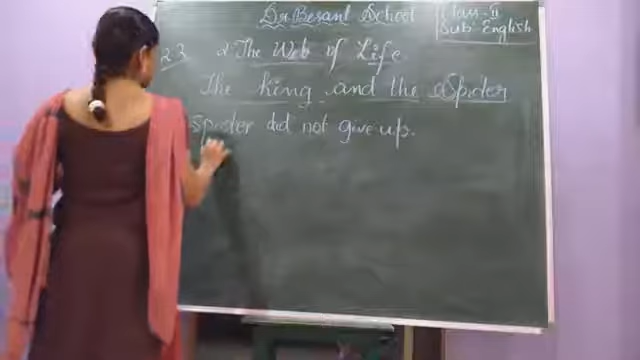 Dr. Besant School
Class - II
Sub: English
23
2. The Web of Life
The king and the Spider
spider did not give up.